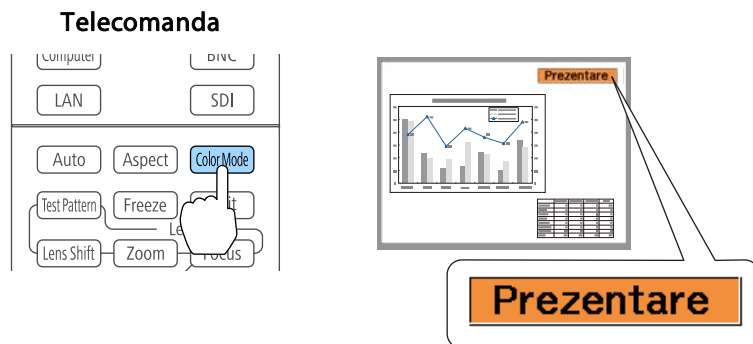 Telecomanda
Computer
BNC
LAN
SDI
Auto
Aspect
Color Mode
Test Pattern
Freeze
Lens Shift
Zoom
Focus
Prezentare
Prezentare